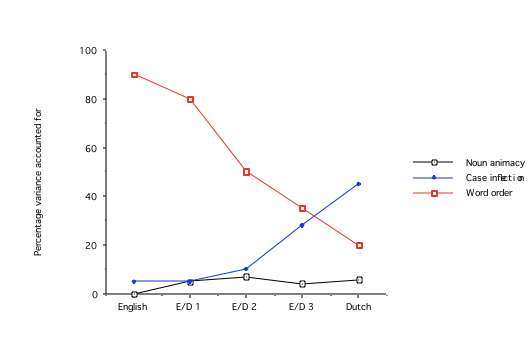 100
80
60
40
20
0
Percentage variance accounted for
English E/D 1 E/D 2 E/D 3 Dutch
Noun animacy
Case inflection
Word order